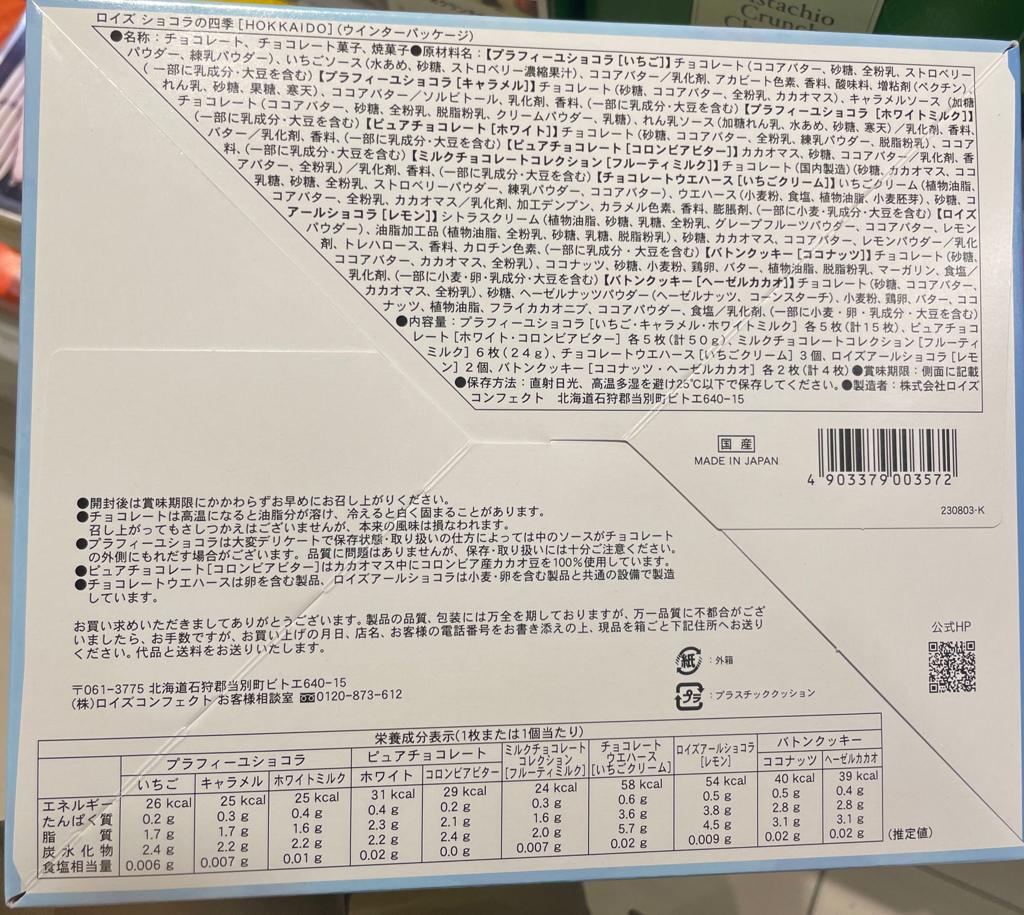 stachio
Crunc
ロイズ ショコラの四季［HOKKAIDO］(ウインターパッケージ)
●名称：チョコレート、チョコレート菓子、焼菓子●原材料名：【プラフィーユショコラ［いちご］】チョコレート（ココアバター、砂糖、全粉乳、ストロベリー
パウダー、練乳パウダー）、いちごソース（水あめ、砂糖、ストロベリー濃縮果汁）、ココアバター／乳化剤、アカビート色素、香料、酸味料、増粘剤（ペクチン）、
（一部に乳成分・大豆を含む）【プラフィーユショコラ［キャラメル］】チョコレート（砂糖、ココアバター、全粉乳、カカオマス）、キャラメルソース（加糖
れん乳、砂糖、果糖、寒天）、ココアバター／ソルビトール、乳化剤、香料、（一部に乳成分・大豆を含む）【プラフィーユショコラ［ホワイトミルク］】
チョコレート（ココアバター、砂糖、全粉乳、脱脂粉乳、クリームパウダー、乳糖）、れん乳ソース（加糖れん乳、水あめ、砂糖、寒天）／乳化剤、香料、
（一部に乳成分・大豆を含む）【ピュアチョコレート［ホワイト］】チョコレート（砂糖、ココアバター、全粉乳、練乳パウダー、脱脂粉乳）、ココア
バター／乳化剤、香料、（一部に乳成分・大豆を含む）【ピュアチョコレート［コロンビアビター］】カカオマス、砂糖、ココアバター／乳化剤、香
料、（一部に乳成分・大豆を含む）【ミルクチョコレートコレクション［フルーティミルク］】チョコレート（国内製造）（砂糖、カカオマス、ココ
アバター、全粉乳）／乳化剤、香料、（一部に乳成分・大豆を含む）【チョコレートウエハース［いちごクリーム］】いちごクリーム（植物油脂、
乳糖、砂糖、全粉乳、ストロベリーパウダー、練乳パウダー、ココアバター）、ウエハース（小麦粉、食塩、植物油脂、小麦胚芽）、砂糖、コ
コアバター、全粉乳、カカオマス／乳化剤、加工デンプン、カラメル色素、香料、膨脹剤、（一部に小麦・乳成分・大豆を含む）【ロイズ
アールショコラ［レモン］】シトラスクリーム（植物油脂、砂糖、乳糖、全粉乳、グレープフルーツパウダー、ココアバター、レモン
パウダー）、油脂加工品（植物油脂、全粉乳、砂糖、乳糖、脱脂粉乳）、砂糖、カカオマス、ココアバター、レモンパウダー／乳化
剤、トレハロース、香料、カロチン色素、（一部に乳成分・大豆を含む）【バトンクッキー［ココナッツ］】チョコレート（砂糖、
ココアバター、カカオマス、全粉乳）、ココナッツ、砂糖、小麦粉、鶏卵、バター、植物油脂、脱脂粉乳、マーガリン、食塩／
乳化剤、（一部に小麦・卵・乳成分・大豆を含む）【バトンクッキー［ヘーゼルカカオ］】チョコレート（砂糖、ココアバター、
カカオマス、全粉乳）、砂糖、ヘーゼルナッツパウダー（ヘーゼルナッツ、コーンスターチ）、小麦粉、鶏卵、バター、ココ
ナッツ、植物油脂、フライカカオニブ、ココアパウダー、食塩／乳化剤、（一部に小麦・卵・乳成分・大豆を含む）
●内容量：プラフィーユショコラ［いちご・キャラメル・ホワイトミルク］各5枚（計15枚）、ピュアチョコ
レート［ホワイト・コロンビアビター］各5枚（計50g）、ミルクチョコレートコレクション［フルーティ
ミルク］6枚（24g）、チョコレートウエハース［いちごクリーム］3個、ロイズアールショコラ［レモ
ン］2個、バトンクッキー［ココナッツ・ヘーゼルカカオ］各2枚（計4枚）●賞味期限：側面に記載
●保存方法：直射日光、高温多湿を避け25℃以下で保存してください。●製造者：株式会社ロイズ
コンフェクト 北海道石狩郡当別町ビトエ640-15
国産
MADE IN JAPAN
4 903379 003572
230803-K
●開封後は賞味期限にかかわらずお早めにお召し上がりください。
●チョコレートは高温になると油脂分が溶け、冷えると白く固まることがあります。
召し上がってもさしつかえはございませんが、本来の風味は損なわれます。
●プラフィーユショコラは大変デリケートで保存状態・取り扱いの仕方によっては中のソースがチョコレート
の外側にもれだす場合がございます。品質に問題はありませんが、保存・取り扱いには十分ご注意ください。
●ピュアチョコレート［コロンビアビター］はカカオマス中にコロンビア産カカオ豆を100％使用しています。
●チョコレートウエハースは卵を含む製品、ロイズアールショコラは小麦・卵を含む製品と共通の設備で製造
しています。
お買い求めいただきましてありがとうございます。製品の品質、包装には万全を期しておりますが、万一品質に不都合がござ
いましたら、お手数ですが、お買い上げの月日、店名、お客様の電話番号をお書き添えの上、現品を箱ごと下記住所へお送り
ください。代品と送料をお送りいたします。
公式HP
紙：外箱
プラ：プラスチッククッション
〒061-3775 北海道石狩郡当別町ビトエ640-15
(株)ロイズコンフェクト お客様相談室 0120-873-612
栄養成分表示(1枚または1個当たり)
プラフィーユショコラ ピュアチョコレート ミルクチョコレートコレクション［フルーティミルク］ チョコレートウエハース［いちごクリーム］ ロイズアールショコラ［レモン］ バトンクッキー
いちご キャラメル ホワイトミルク ホワイト コロンビアビター ココナッツ ヘーゼルカカオ
エネルギー 26 kcal 25 kcal 25 kcal 31 kcal 29 kcal 24 kcal 58 kcal 54 kcal 40 kcal 39 kcal
たんぱく質 0.2 g 0.3 g 0.4 g 0.4 g 0.2 g 0.3 g 0.6 g 0.5 g 0.5 g 0.4 g
脂質 1.7 g 1.7 g 1.6 g 2.3 g 2.1 g 1.6 g 3.6 g 3.8 g 2.8 g 2.8 g
炭水化物 2.4 g 2.2 g 2.2 g 2.2 g 2.4 g 2.0 g 5.7 g 4.5 g 3.1 g 3.1 g
食塩相当量 0.006 g 0.007 g 0.01 g 0.02 g 0.0 g 0.007 g 0.02 g 0.009 g 0.02 g 0.02 g (推定値)